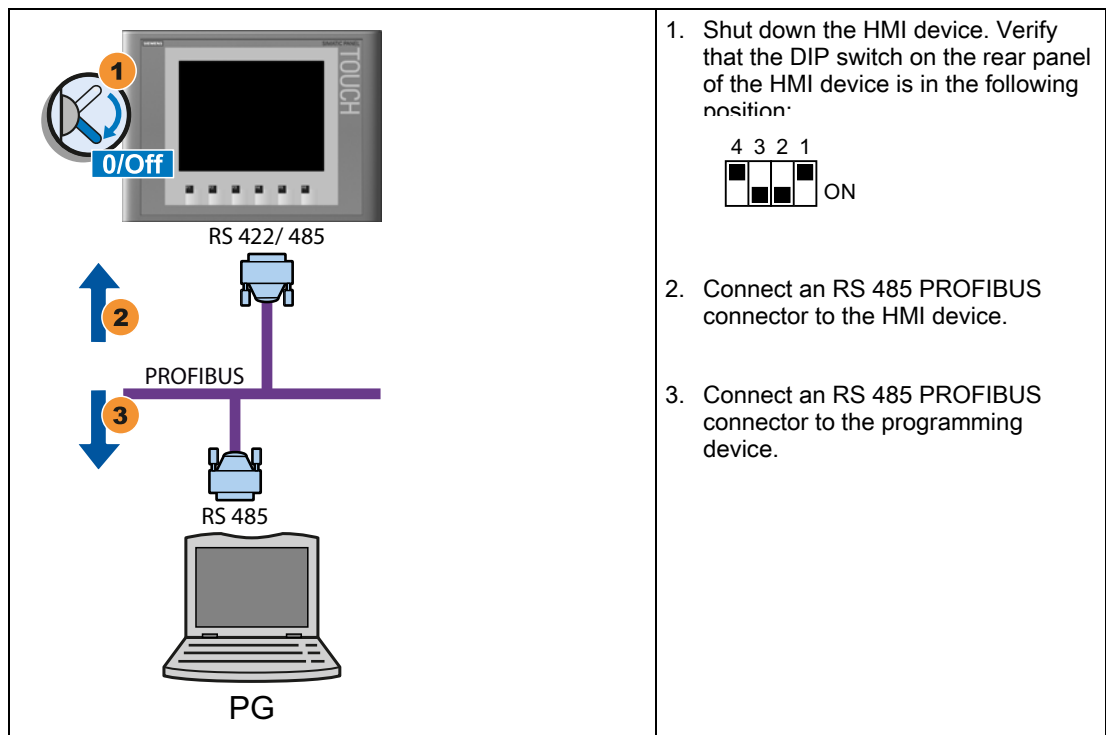 SIEMENS
SIMATIC PANEL
TOUCH
1
0/Off
RS 422/ 485
2
PROFIBUS
3
RS 485
PG
1. Shut down the HMI device. Verify
that the DIP switch on the rear panel
of the HMI device is in the following
position:
4 3 2 1
ON
2. Connect an RS 485 PROFIBUS
connector to the HMI device.
3. Connect an RS 485 PROFIBUS
connector to the programming
device.